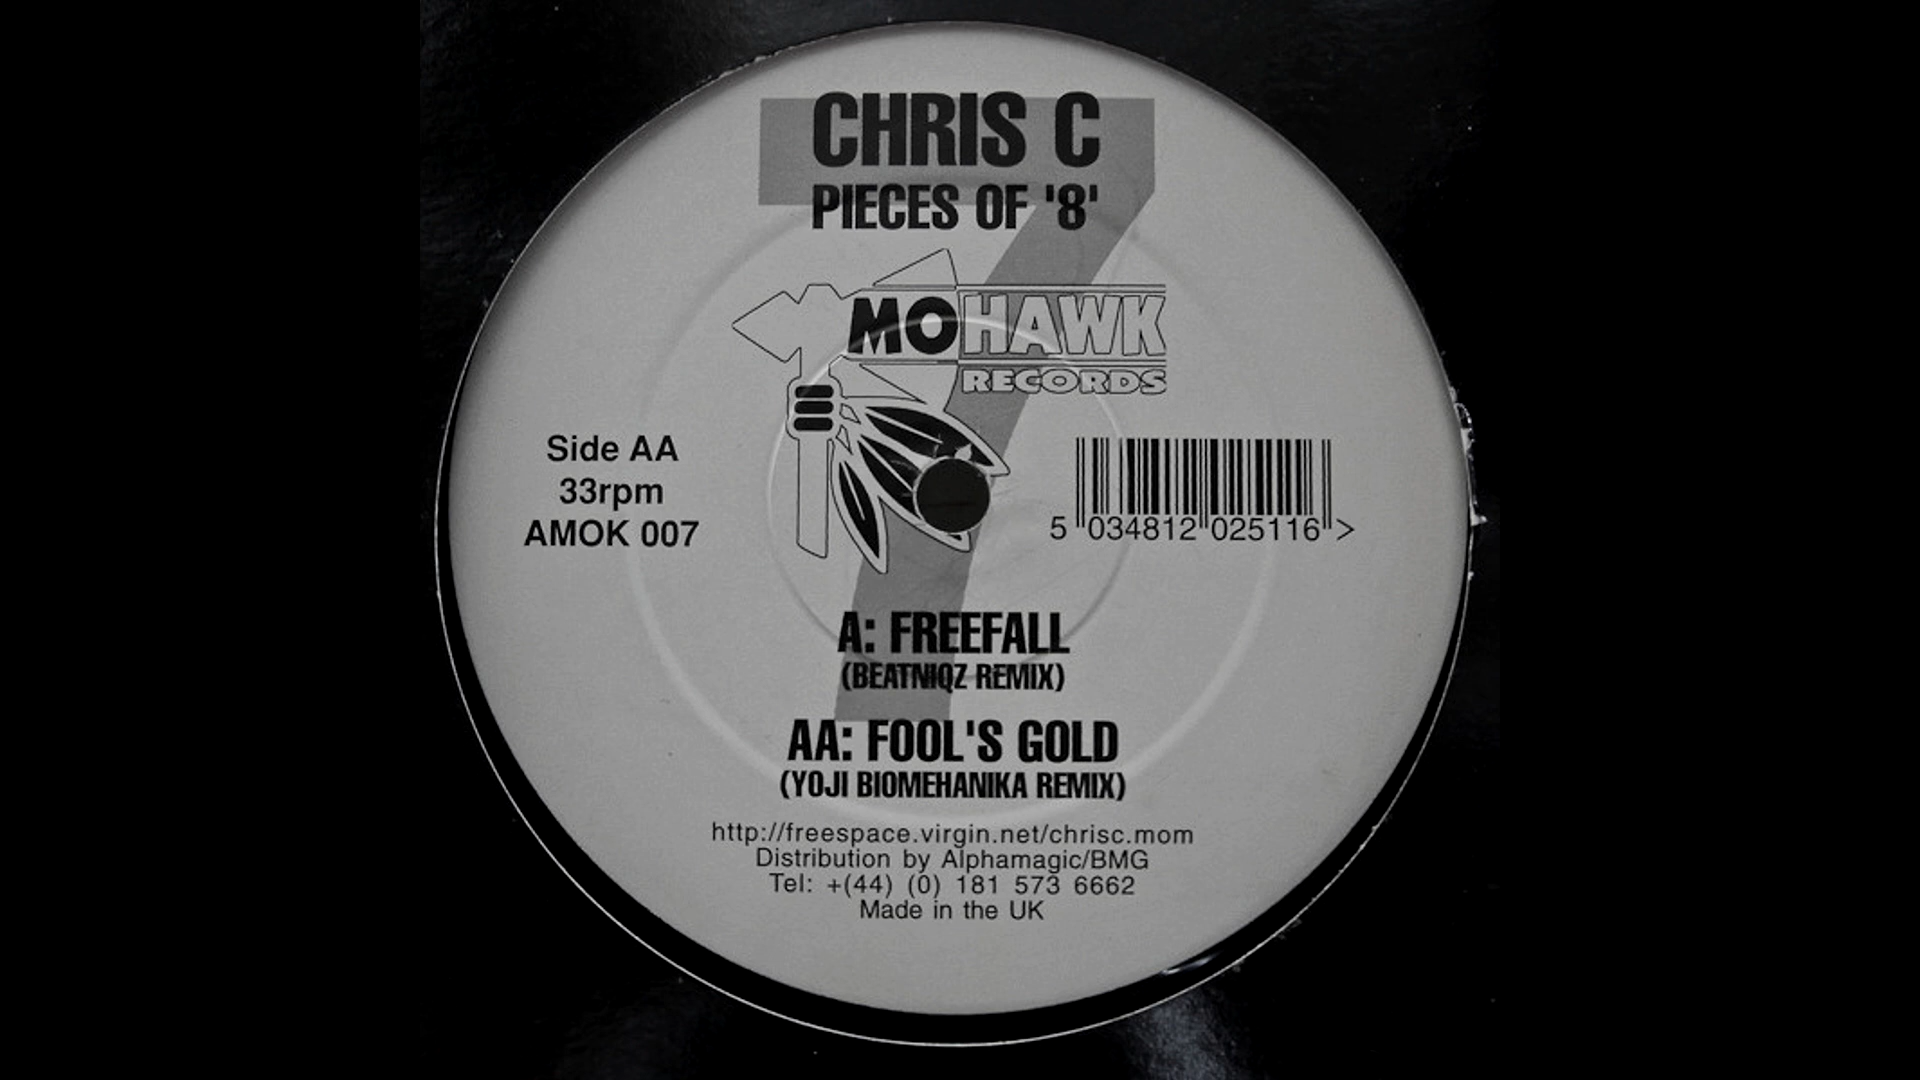 7
CHRIS C
PIECES OF '8'
MOHAWK
RECORDS
Side AA
33rpm
AMOK 007
5 034812 025116 >
A: FREEFALL
(BEATNIQZ REMIX)
AA: FOOL'S GOLD
(YOJI BIOMEHANIKA REMIX)
http://freespace.virgin.net/chrisc.mom
Distribution by Alphamagic/BMG
Tel: +(44) (0) 181 573 6662
Made in the UK